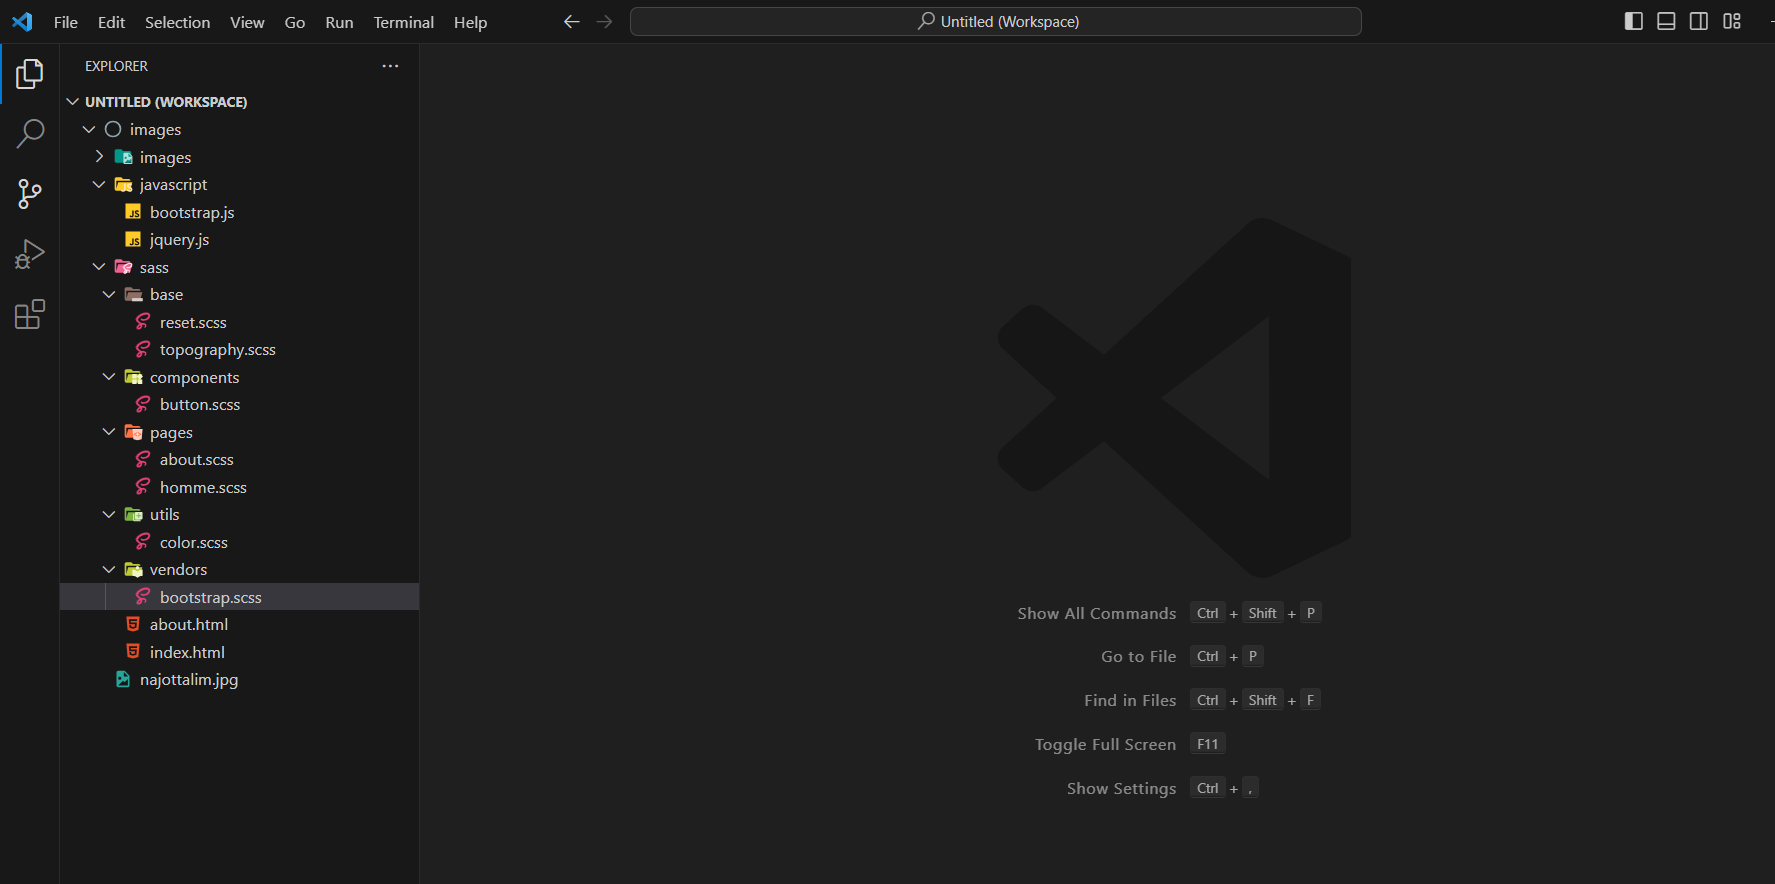 File Edit Selection View Go Run Terminal Help
Untitled (Workspace)
EXPLORER
UNTITLED (WORKSPACE)
images
images
javascript
JS bootstrap.js
JS jquery.js
sass
base
reset.scss
topography.scss
components
button.scss
pages
about.scss
homme.scss
utils
color.scss
vendors
bootstrap.scss
about.html
index.html
najottalim.jpg
Show All Commands Ctrl + Shift + P
Go to File Ctrl + P
Find in Files Ctrl + Shift + F
Toggle Full Screen F11
Show Settings Ctrl + ,